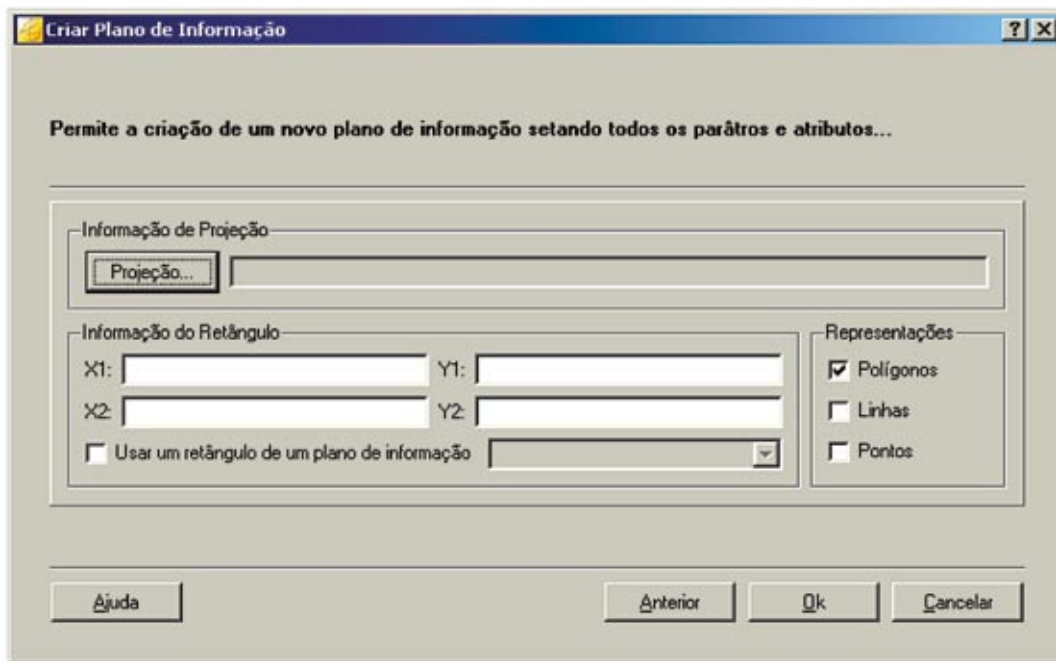 Criar Plano de Informação
Permite a criação de um novo plano de informação setando todos os parâtros e atributos...
Informação de Projeção
Projeção...
Informação do Retângulo
X1:
Y1:
X2:
Y2:
Usar um retângulo de um plano de informação
Representações
Polígonos
Linhas
Pontos
Ajuda
Anterior
Ok
Cancelar